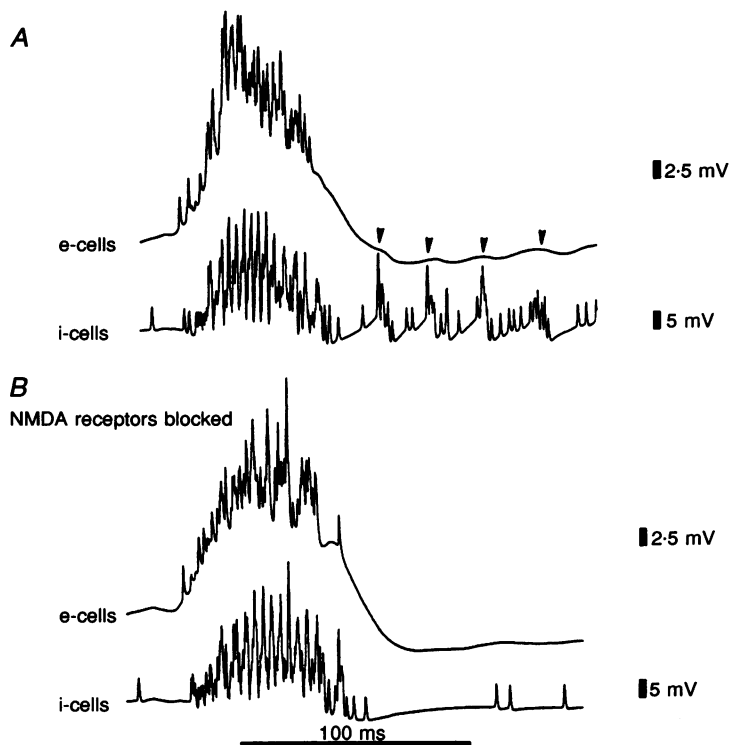 A
2·5 mV
e-cells
5 mV
i-cells
B
NMDA receptors blocked
2·5 mV
e-cells
5 mV
i-cells
100 ms